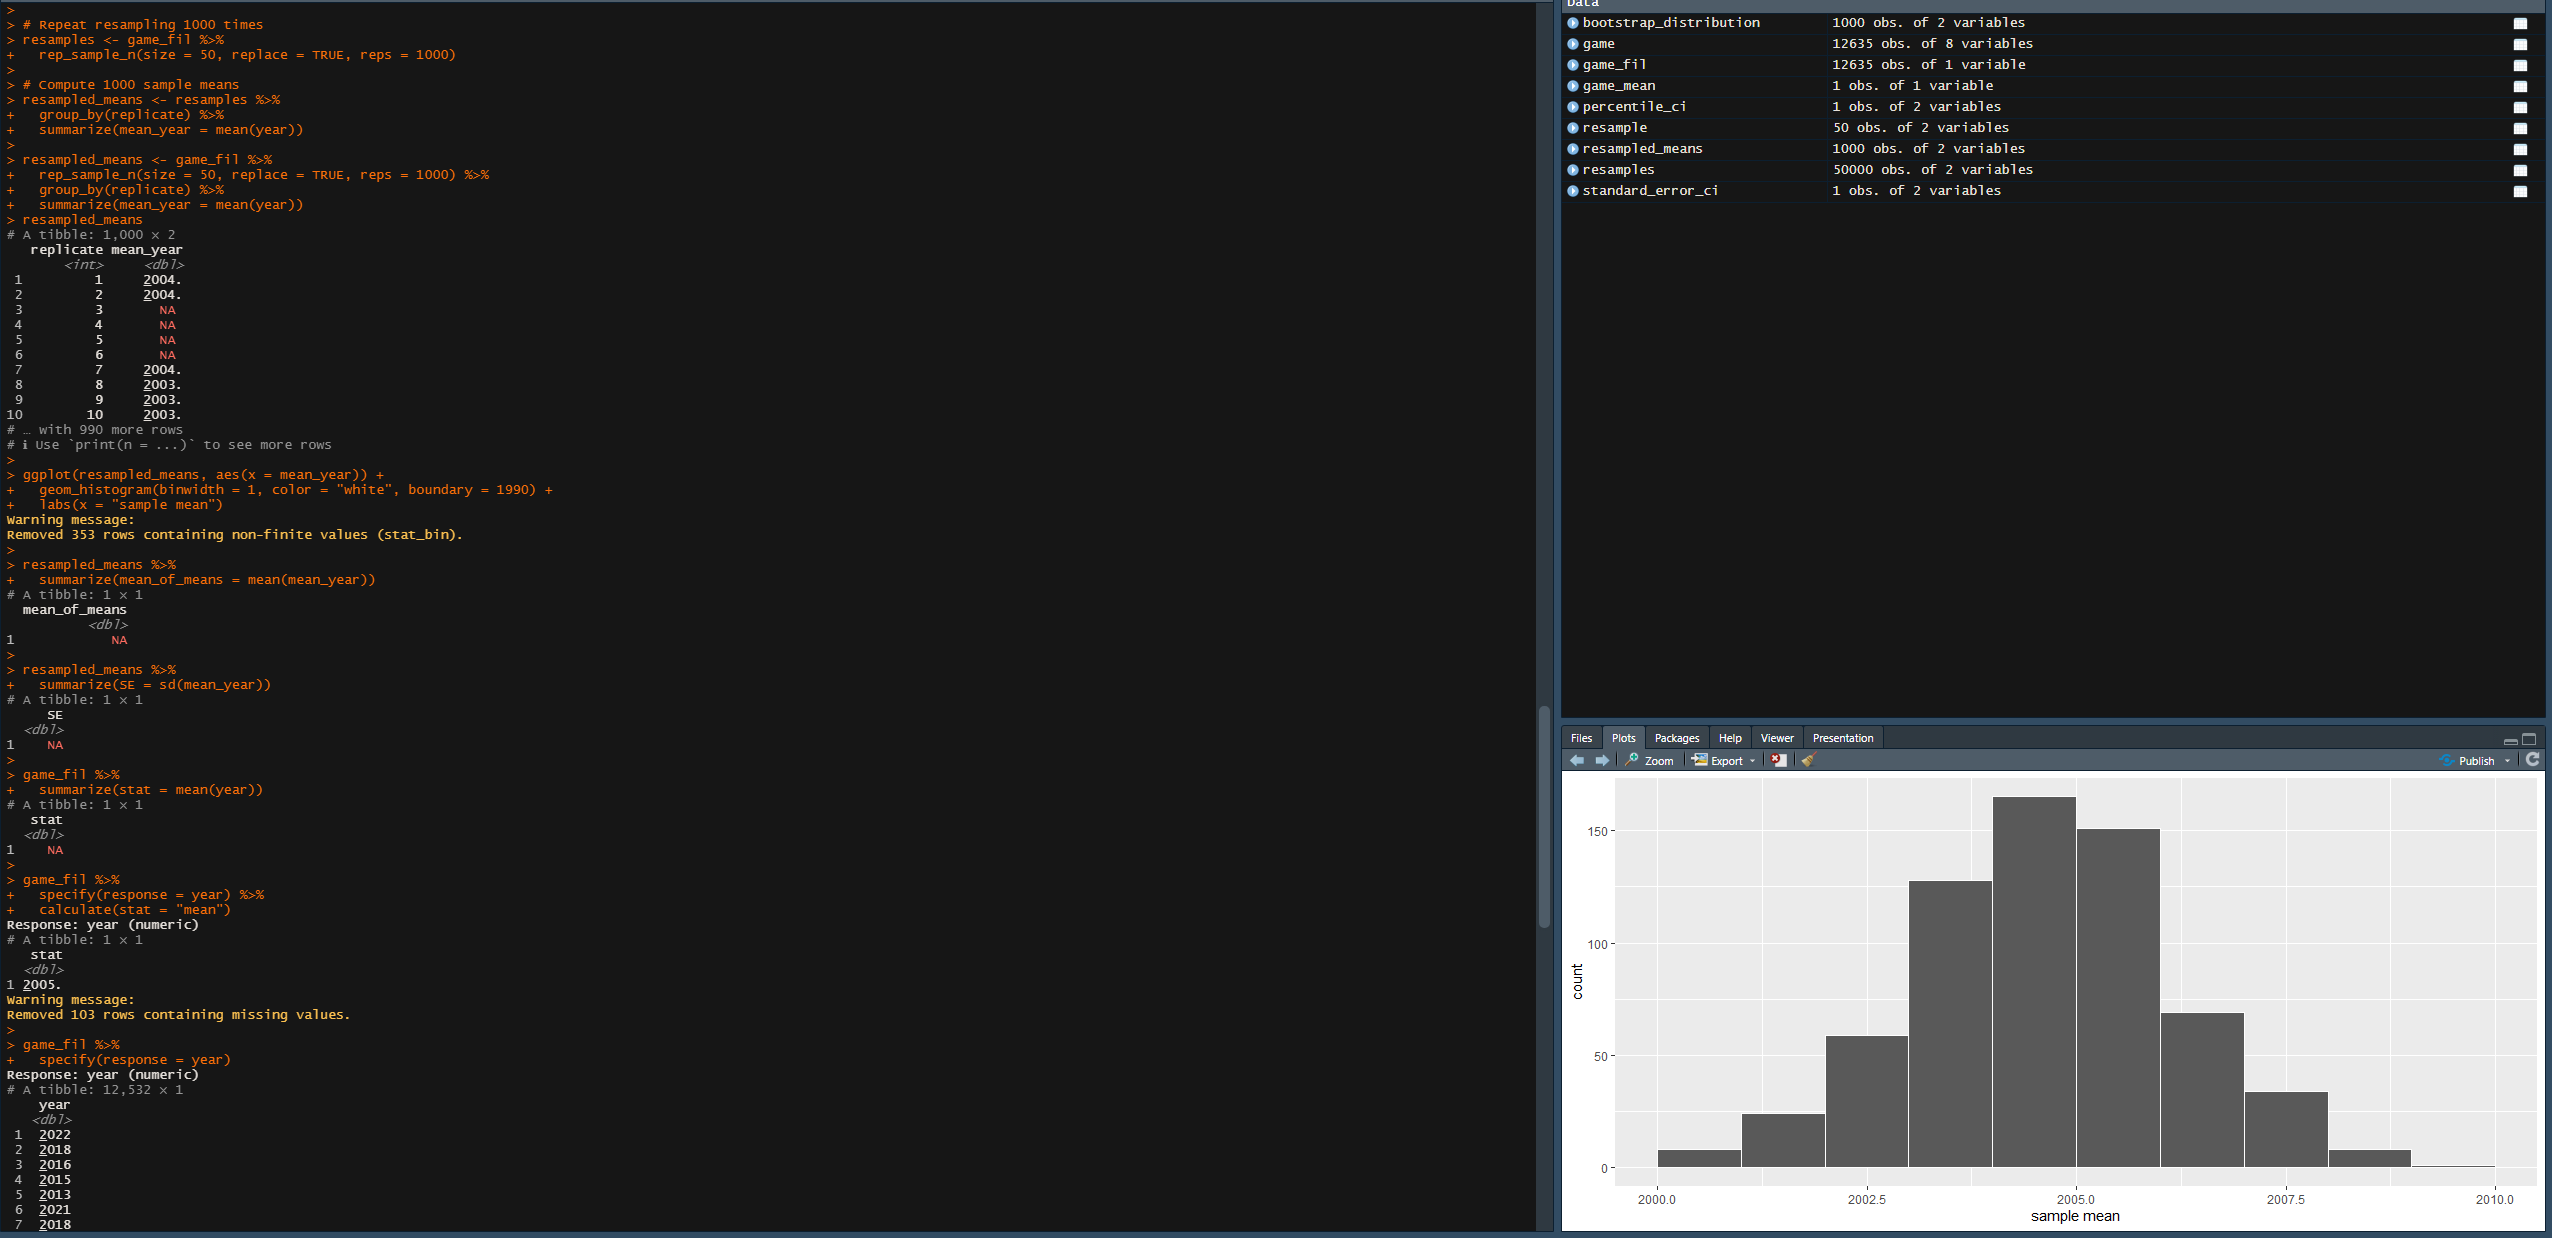 >
> # Repeat resampling 1000 times
> resamples <- game_fil %>%
+   rep_sample_n(size = 50, replace = TRUE, reps = 1000)
>
> # Compute 1000 sample means
> resampled_means <- resamples %>%
+   group_by(replicate) %>%
+   summarize(mean_year = mean(year))
>
> resampled_means <- game_fil %>%
+   rep_sample_n(size = 50, replace = TRUE, reps = 1000) %>%
+   group_by(replicate) %>%
+   summarize(mean_year = mean(year))
> resampled_means
# A tibble: 1,000 × 2
replicate mean_year
<int> <dbl>
1 1 2004.
2 2 2004.
3 3 NA
4 4 NA
5 5 NA
6 6 NA
7 7 2004.
8 8 2003.
9 9 2003.
10 10 2003.
# … with 990 more rows
# ℹ Use `print(n = ...)` to see more rows
>
> ggplot(resampled_means, aes(x = mean_year)) +
+   geom_histogram(binwidth = 1, color = "white", boundary = 1990) +
+   labs(x = "sample mean")
Warning message:
Removed 353 rows containing non-finite values (stat_bin).
>
> resampled_means %>%
+   summarize(mean_of_means = mean(mean_year))
# A tibble: 1 × 1
mean_of_means
<dbl>
1 NA
>
> resampled_means %>%
+   summarize(SE = sd(mean_year))
# A tibble: 1 × 1
SE
<dbl>
1 NA
>
> game_fil %>%
+   summarize(stat = mean(year))
# A tibble: 1 × 1
stat
<dbl>
1 NA
>
> game_fil %>%
+   specify(response = year) %>%
+   calculate(stat = "mean")
Response: year (numeric)
# A tibble: 1 × 1
stat
<dbl>
1 2005.
Warning message:
Removed 103 rows containing missing values.
>
> game_fil %>%
+   specify(response = year)
Response: year (numeric)
# A tibble: 12,532 × 1
year
<dbl>
1 2022
2 2018
3 2016
4 2015
5 2013
6 2021
7 2018
Data
bootstrap_distribution 1000 obs. of 2 variables
game 12635 obs. of 8 variables
game_fil 12635 obs. of 1 variable
game_mean 1 obs. of 1 variable
percentile_ci 1 obs. of 2 variables
resample 50 obs. of 2 variables
resampled_means 1000 obs. of 2 variables
resamples 50000 obs. of 2 variables
standard_error_ci 1 obs. of 2 variables
Files Plots Packages Help Viewer Presentation
Zoom Export Publish
150
100
50
0
count
2000.0 2002.5 2005.0 2007.5 2010.0
sample mean